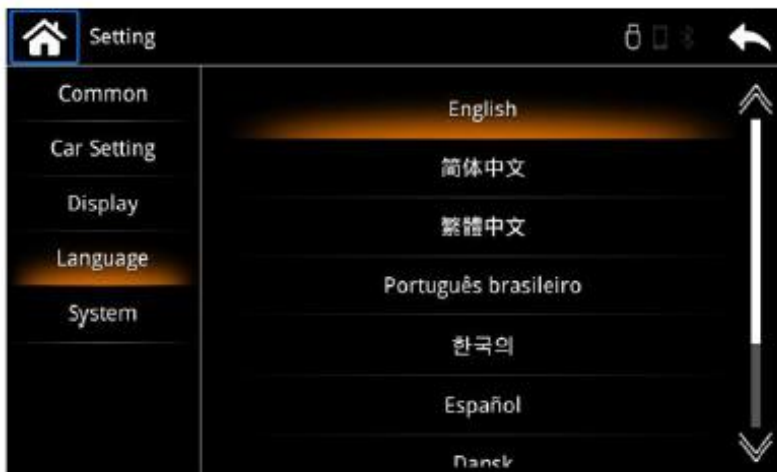 Setting
Common
Car Setting
Display
Language
System
English
简体中文
繁體中文
Português brasileiro
한국의
Español
Dansk